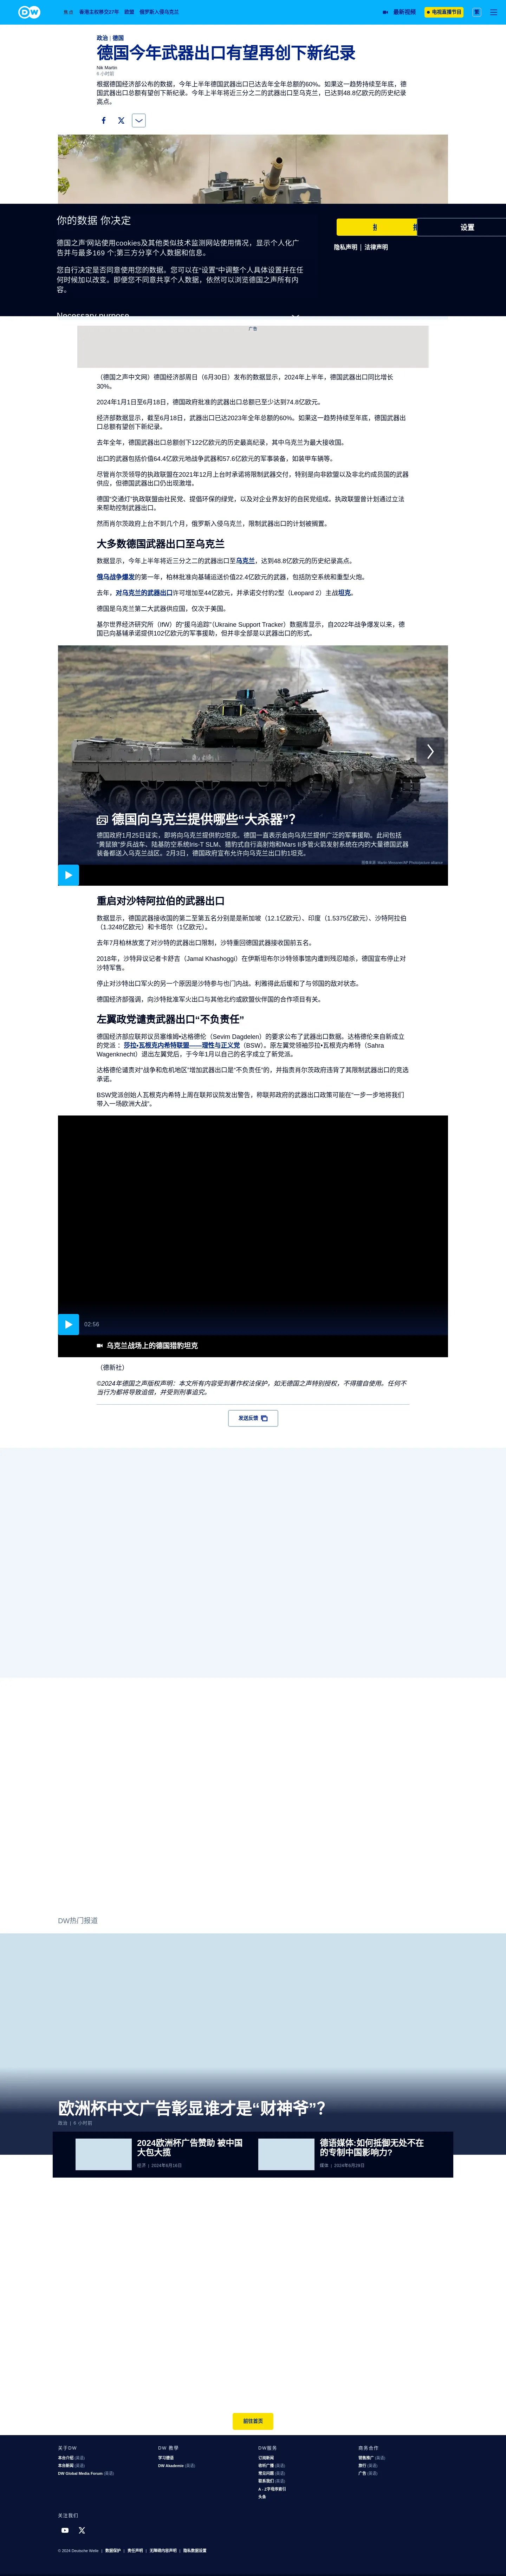 DW
焦点 香港主权移交27年 欧盟 俄罗斯入侵乌克兰
最新视频
电视直播节目
繁
政治 | 德国
德国今年武器出口有望再创下新纪录
Nik Martin
6 小时前
根据德国经济部公布的数据，今年上半年德国武器出口已达去年全年总额的60%。如果这一趋势持续至年底，德
国武器出口总额有望创下新纪录。今年上半年将近三分之二的武器出口至乌克兰，已达到48.8亿欧元的历史纪录
高点。
你的数据 你决定
德国之声'网站使用cookies及其他类似技术监测网站使用情况，显示个人化广
告并与最多169 个;第三方分享个人数据和信息。
您自行决定是否同意使用您的数据。您可以在“设置”中调整个人具体设置并在任
何时候加以改变。即便您不同意共享个人数据，依然可以浏览德国之声所有内
容。
Necessary purpose
设置
隐私声明 | 法律声明
广告
（德国之声中文网）德国经济部周日（6月30日）发布的数据显示，2024年上半年，德国武器出口同比增长
30%。
2024年1月1日至6月18日，德国政府批准的武器出口总额已至少达到74.8亿欧元。
经济部数据显示，截至6月18日，武器出口已达2023年全年总额的60%。如果这一趋势持续至年底，德国武器出
口总额有望创下新纪录。
去年全年，德国武器出口总额创下122亿欧元的历史最高纪录，其中乌克兰为最大接收国。
出口的武器包括价值64.4亿欧元地战争武器和57.6亿欧元的军事装备，如装甲车辆等。
尽管肖尔茨领导的执政联盟在2021年12月上台时承诺将限制武器交付，特别是向非欧盟以及非北约成员国的武器
供应，但德国武器出口仍出现激增。
德国“交通灯”执政联盟由社民党、提倡环保的绿党，以及对企业界友好的自民党组成。执政联盟曾计划通过立法
来帮助控制武器出口。
然而肖尔茨政府上台不到几个月，俄罗斯入侵乌克兰，限制武器出口的计划被搁置。
大多数德国武器出口至乌克兰
数据显示，今年上半年将近三分之二的武器出口至乌克兰，达到48.8亿欧元的历史纪录高点。
俄乌战争爆发的第一年，柏林批准向基辅运送价值22.4亿欧元的武器，包括防空系统和重型火炮。
去年，对乌克兰的武器出口许可增加至44亿欧元，并承诺交付豹2型（Leopard 2）主战坦克。
德国是乌克兰第二大武器供应国，仅次于美国。
基尔世界经济研究所（IfW）的“援乌追踪”（Ukraine Support Tracker）数据库显示，自2022年战争爆发以来，德
国已向基辅承诺提供102亿欧元的军事援助，但并非全部是以武器出口的形式。
德国向乌克兰提供哪些“大杀器”？
德国政府1月25日证实，即将向乌克兰提供豹2坦克。德国一直表示会向乌克兰提供广泛的军事援助。此间包括
“黄鼠狼”步兵战车、陆基防空系统Iris-T SLM、猎豹式自行高射炮和Mars II多管火箭发射系统在内的大量德国武器
装备都送入乌克兰战区。2月3日，德国政府宣布允许向乌克兰出口豹1坦克。
图像来源: Martin Meissner/AP Photo/picture alliance
重启对沙特阿拉伯的武器出口
数据显示，德国武器接收国的第二至第五名分别是是新加坡（12.1亿欧元）、印度（1.5375亿欧元）、沙特阿拉伯
（1.3248亿欧元）和卡塔尔（1亿欧元）。
去年7月柏林放宽了对沙特的武器出口限制，沙特重回德国武器接收国前五名。
2018年，沙特异议记者卡舒吉（Jamal Khashoggi）在伊斯坦布尔沙特领事馆内遭到残忍暗杀，德国宣布停止对
沙特军售。
停止对沙特出口军火的另一个原因是沙特参与也门内战。利雅得此后缓和了与邻国的敌对状态。
德国经济部强调，向沙特批准军火出口与其他北约或欧盟伙伴国的合作项目有关。
左翼政党谴责武器出口“不负责任”
德国经济部应联邦议员塞维姆•达格德伦（Sevim Dagdelen）的要求公布了武器出口数据。达格德伦来自新成立
的党派 ：莎拉•瓦根克内希特联盟——理性与正义党（BSW）。原左翼党领袖莎拉•瓦根克内希特（Sahra
Wagenknecht）退出左翼党后，于今年1月以自己的名字成立了新党派。
达格德伦谴责对“战争和危机地区”增加武器出口是“不负责任”的，并指责肖尔茨政府违背了其限制武器出口的竞选
承诺。
BSW党派创始人瓦根克内希特上周在联邦议院发出警告，称联邦政府的武器出口政策可能在“一步一步地将我们
带入一场欧洲大战”。
02:56
乌克兰战场上的德国猎豹坦克
（德新社）
©2024年德国之声版权声明：本文所有内容受到著作权法保护，如无德国之声特别授权，不得擅自使用。任何不
当行为都将导致追偿，并受到刑事追究。
发送反馈
DW热门报道
欧洲杯中文广告彰显谁才是“财神爷”？
政治 | 6 小时前
2024欧洲杯广告赞助 被中国
大包大揽
经济 | 2024年6月16日
德语媒体:如何抵御无处不在
的专制中国影响力?
媒体 | 2024年6月28日
前往首页
关于DW
本台介绍 (英语)
本台新闻 (英语)
DW Global Media Forum (英语)
DW 教学
学习德语
DW Akademie (英语)
DW服务
订阅新闻
收听广播 (英语)
常见问题 (英语)
联系我们 (英语)
A - Z字母序索引
头条
商务合作
销售推广 (英语)
旅行 (英语)
广告 (英语)
关注我们
© 2024 Deutsche Welle | 数据保护 | 责任声明 | 无障碍内容声明 | 隐私数据设置